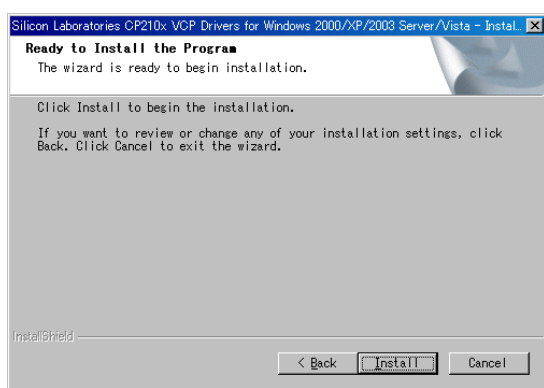 Silicon Laboratories CP210x VCP Drivers for Windows 2000/XP/2003 Server/Vista - Instal...
Ready to Install the Program
The wizard is ready to begin installation.
Click Install to begin the installation.
If you want to review or change any of your installation settings, click
Back. Click Cancel to exit the wizard.
InstallShield
< Back Install Cancel